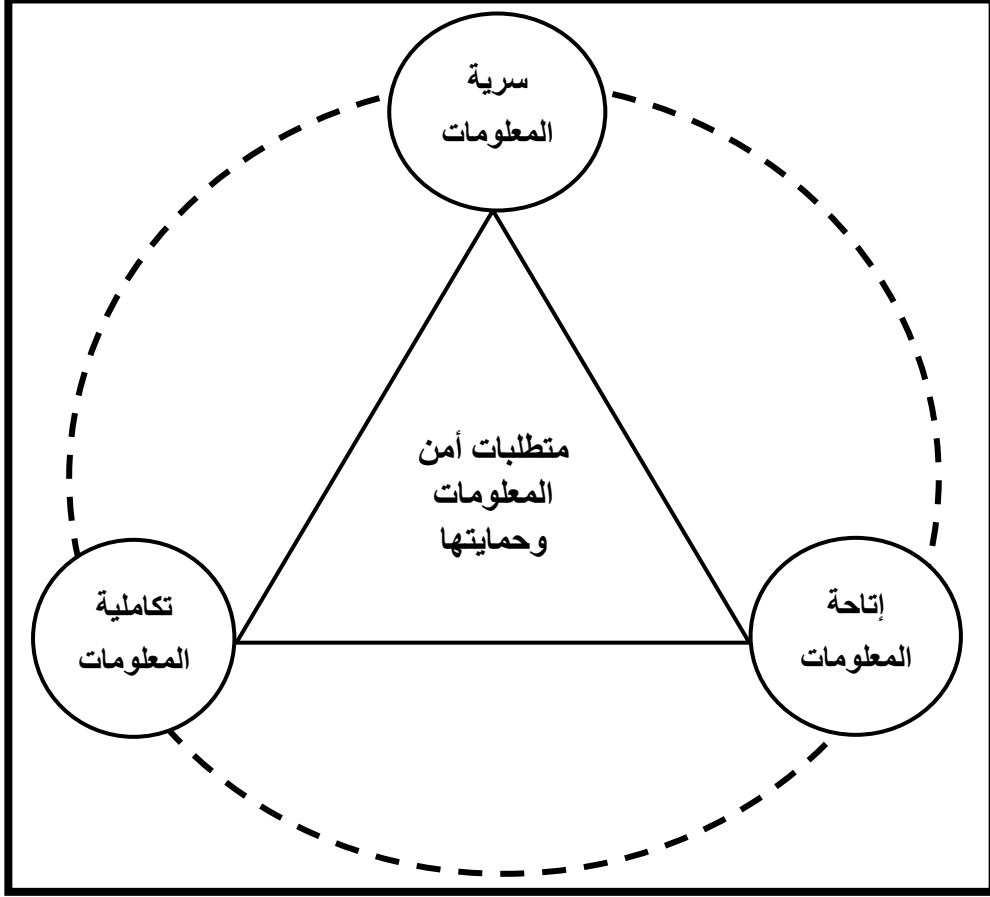 سرية
المعلومات
متطلبات أمن
المعلومات
وحمايتها
إتاحة
المعلومات
تكاملية
المعلومات